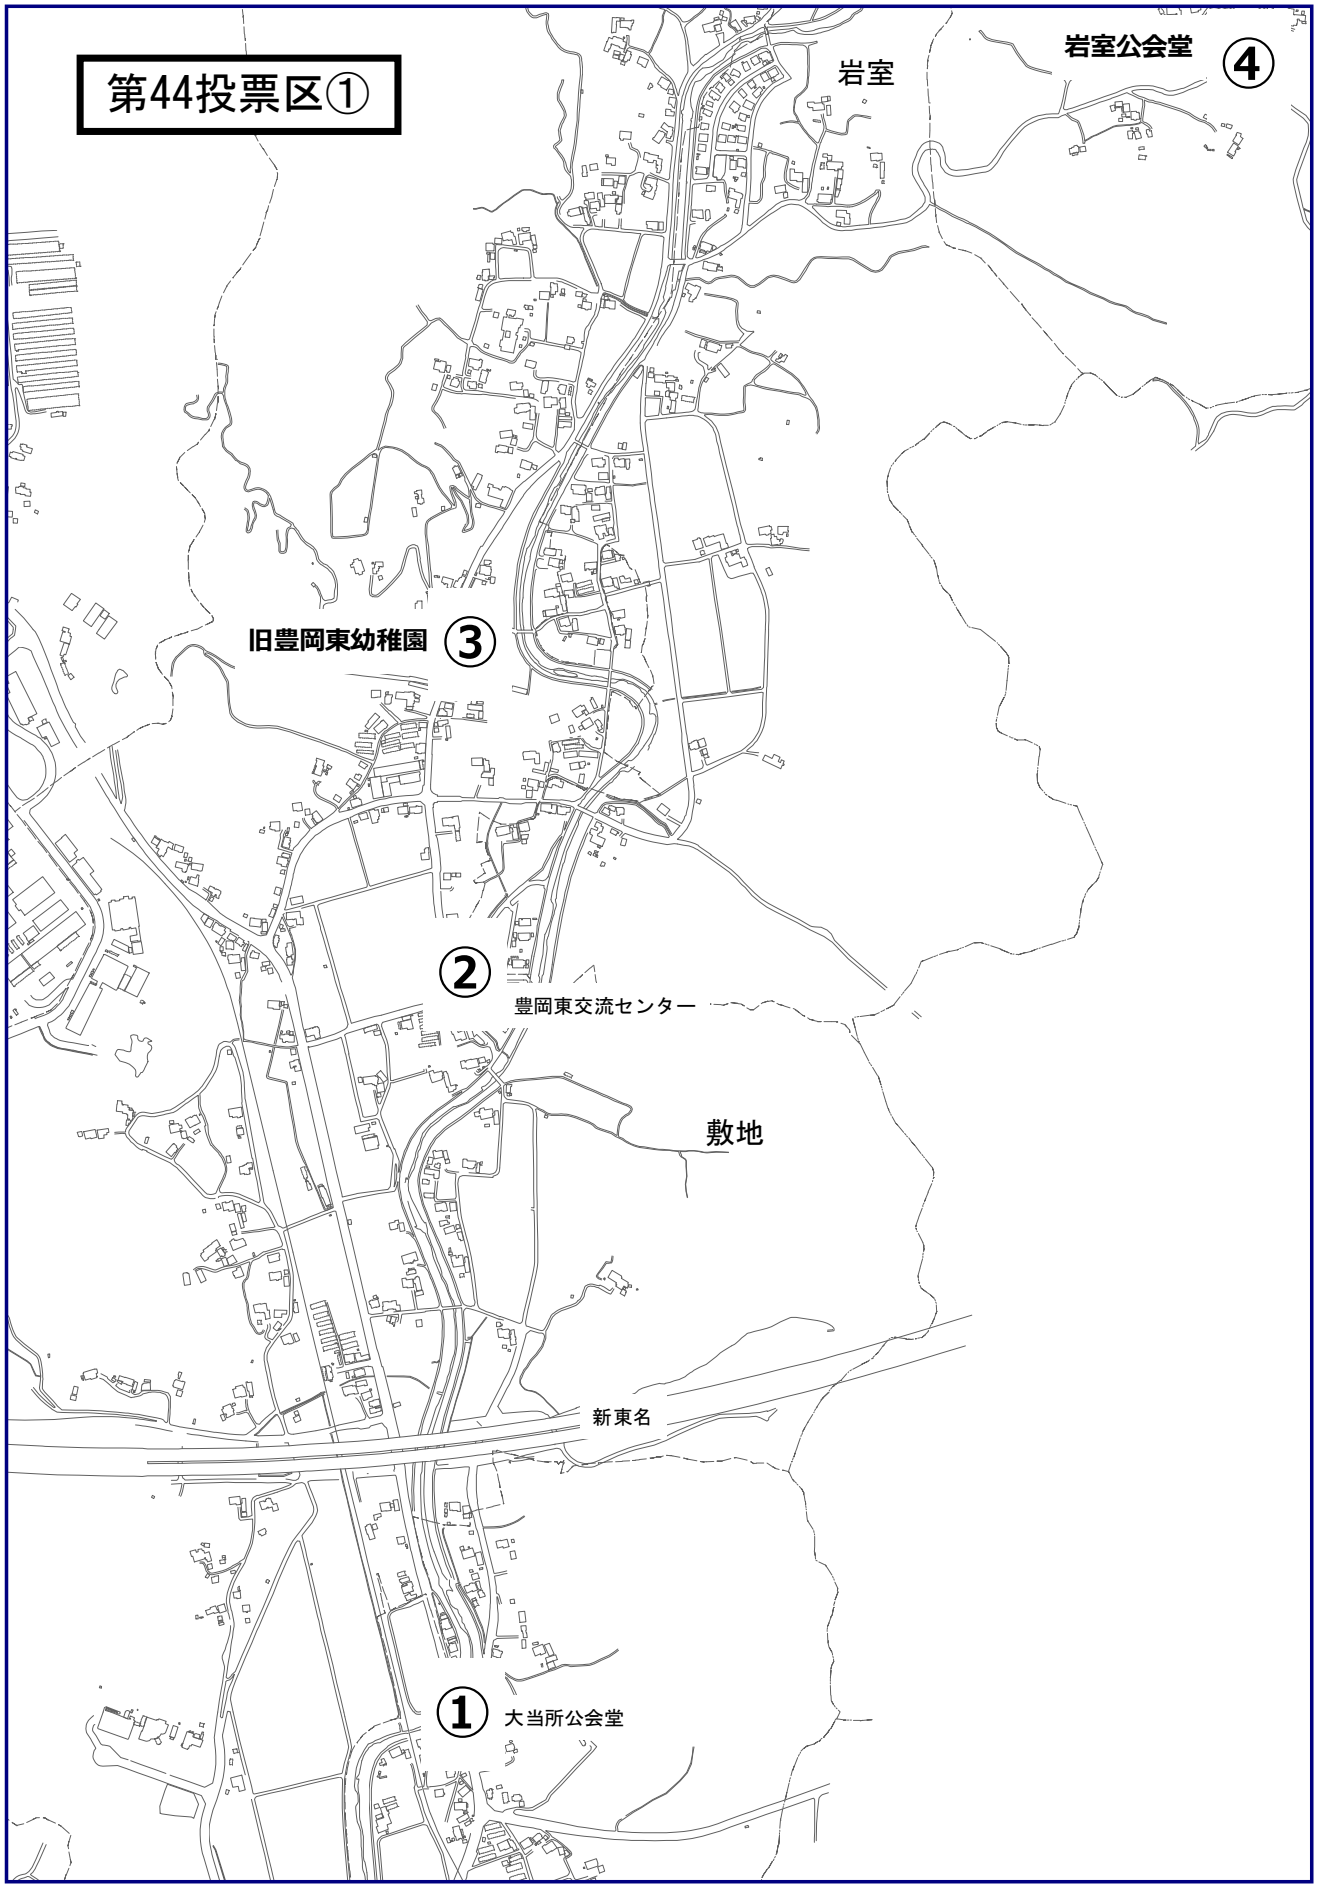 岩室公会堂
④
岩室
第44投票区①
旧豊岡東幼稚園
③
②
豊岡東交流センター
敷地
新東名
①
大当所公会堂